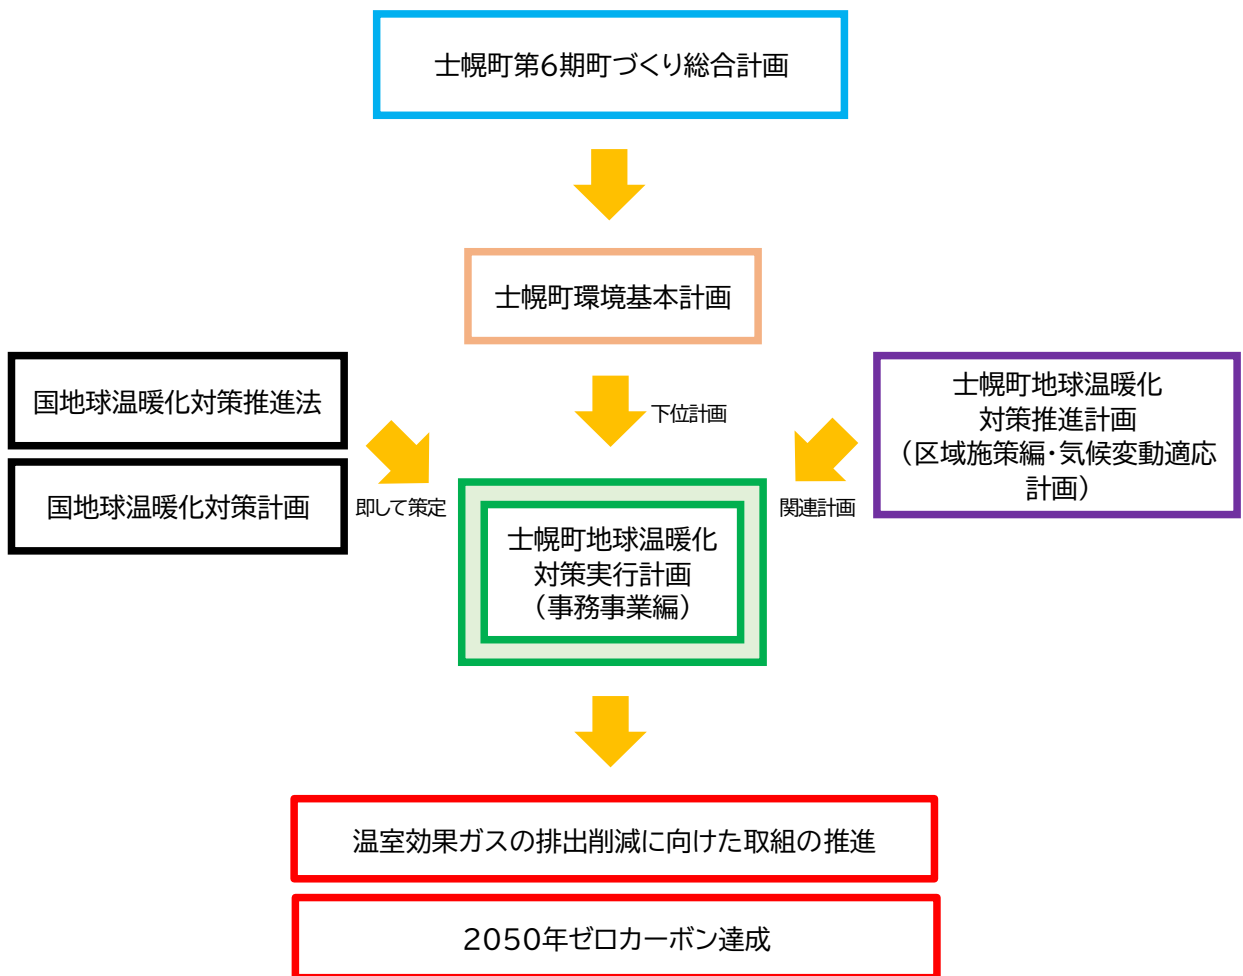 士幌町第6期町づくり総合計画
士幌町環境基本計画
国地球温暖化対策推進法
国地球温暖化対策計画
即して策定
下位計画
士幌町地球温暖化
対策推進計画
（区域施策編・気候変動適応
計画）
関連計画
士幌町地球温暖化
対策実行計画
（事務事業編）
温室効果ガスの排出削減に向けた取組の推進
2050年ゼロカーボン達成